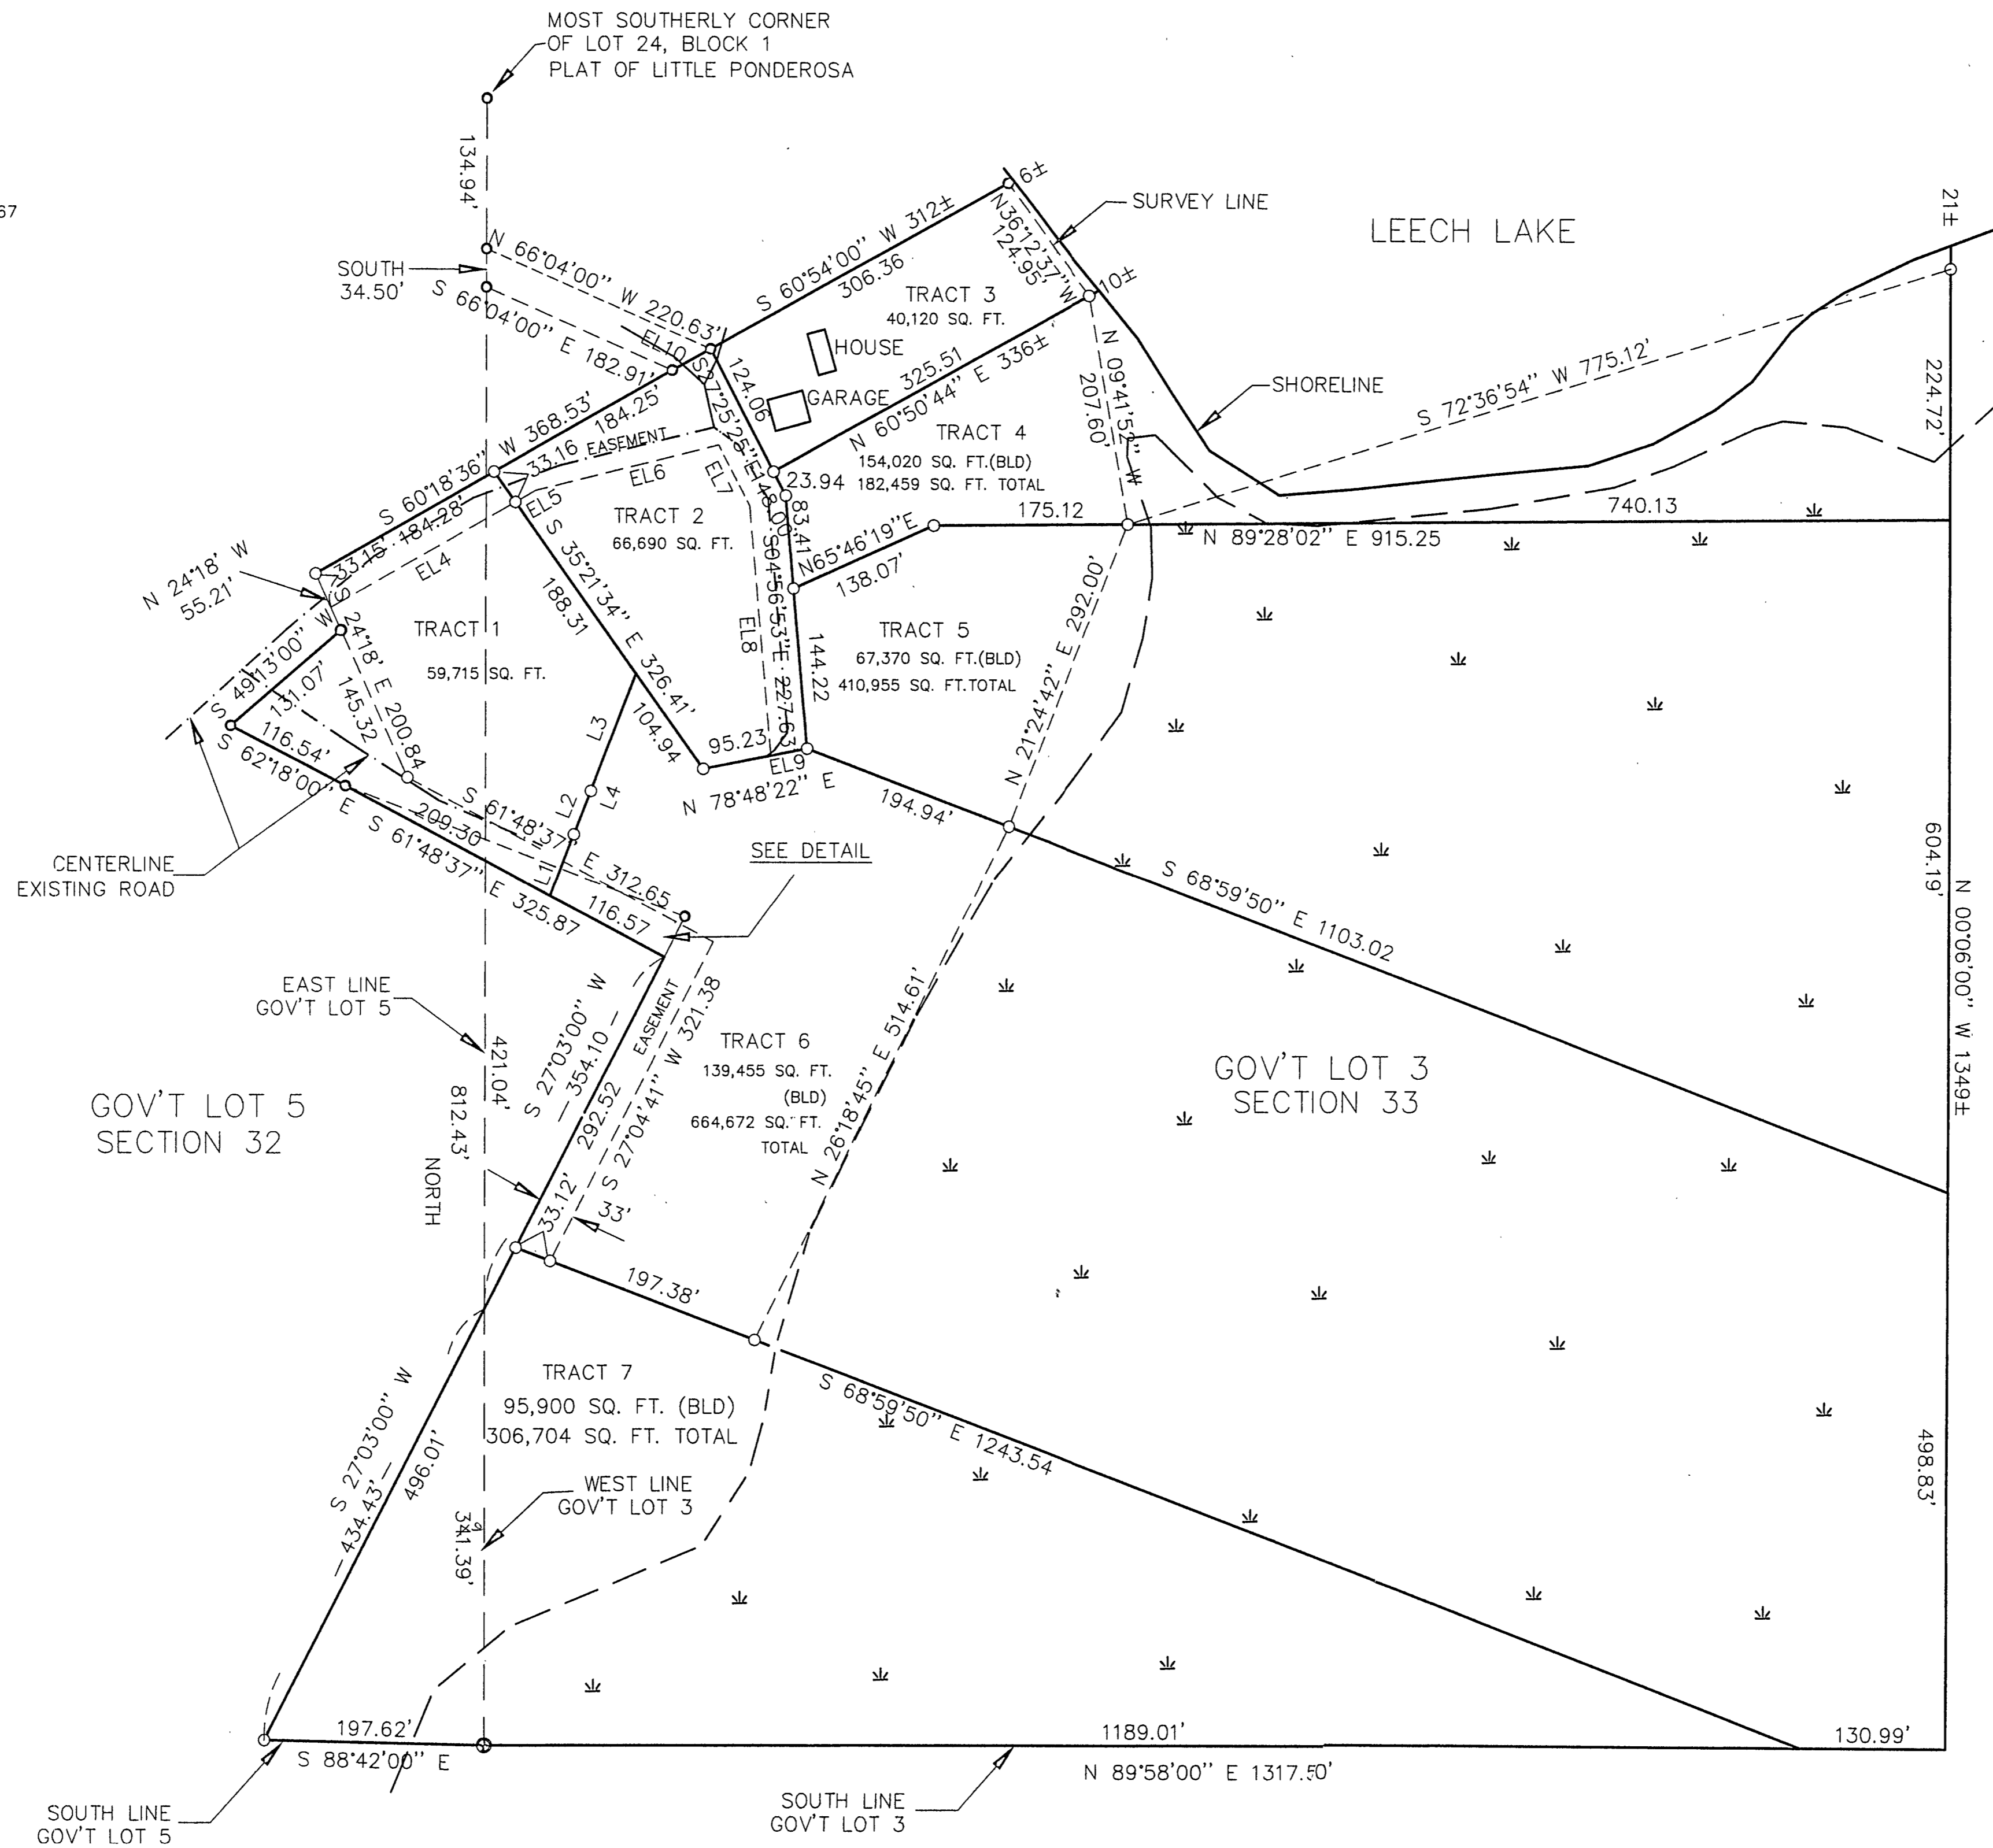 MOST SOUTHERLY CORNER
OF LOT 24, BLOCK 1
PLAT OF LITTLE PONDEROSA
134.94'
67
6±
SURVEY LINE
LEECH LAKE
21±
N 66°04'00" W 220.63'
SOUTH
34.50'
S 66°04'00" E 182.91'
S 60°54'00" W 312±
306.36
N36°12'37"W
124.95'
10±
TRACT 3
40,120 SQ. FT.
HOUSE
GARAGE
EL10
124.06
S27°25'25"E 148.00'
N 60°50'44" E 336±'
325.51
N 09°41'52" W
207.60'
SHORELINE
S 72°36'54" W 775.12'
224.72'
S 60°18'36" W 368.53'
184.25'
33.16
EASEMENT
EL6
EL7
EL5
TRACT 4
154,020 SQ. FT.(BLD)
182,459 SQ. FT. TOTAL
23.94
83.41
175.12
740.13
N 89°28'02" E 915.25
33.15'
184.28'
EL4
N 24°18' W
55.21'
TRACT 2
66,690 SQ. FT.
S 35°21'34" E 326.41'
188.31
104.94
N65°46'19"E
138.07'
S04°56'53"E 227.63
EL8
144.22
TRACT 1
59,715 SQ. FT.
TRACT 5
67,370 SQ. FT.(BLD)
410,955 SQ. FT.TOTAL
N 21°24'42" E 292.00'
S 49°13'00" W
131.07'
S 24°18' E 200.84
145.32
116.54'
S 62°18'00" E
L3
L2
L4
L1
95.23
EL9
N 78°48'22" E
194.94'
S 61°48'37" E 312.65
209.30
S 61°48'37" E 325.87
116.57
SEE DETAIL
CENTERLINE
EXISTING ROAD
S 68°59'50" E 1103.02
604.19'
N 00°06'00" W 1349±
EAST LINE
GOV'T LOT 5
421.04'
812.43'
NORTH
S 27°03'00" W
354.10
292.52
EASEMENT
S 27°04'41" W 321.38
TRACT 6
139,455 SQ. FT.
(BLD)
664,672 SQ. FT.
TOTAL
N 26°18'45" E 514.61'
GOV'T LOT 3
SECTION 33
GOV'T LOT 5
SECTION 32
33.12'
33'
197.38'
TRACT 7
95,900 SQ. FT. (BLD)
306,704 SQ. FT. TOTAL
S 68°59'50" E 1243.54
498.83'
S 27°03'00" W
434.43'
496.01'
WEST LINE
GOV'T LOT 3
197.62'
S 88°42'00" E
1189.01'
130.99'
N 89°58'00" E 1317.50'
SOUTH LINE
GOV'T LOT 5
SOUTH LINE
GOV'T LOT 3